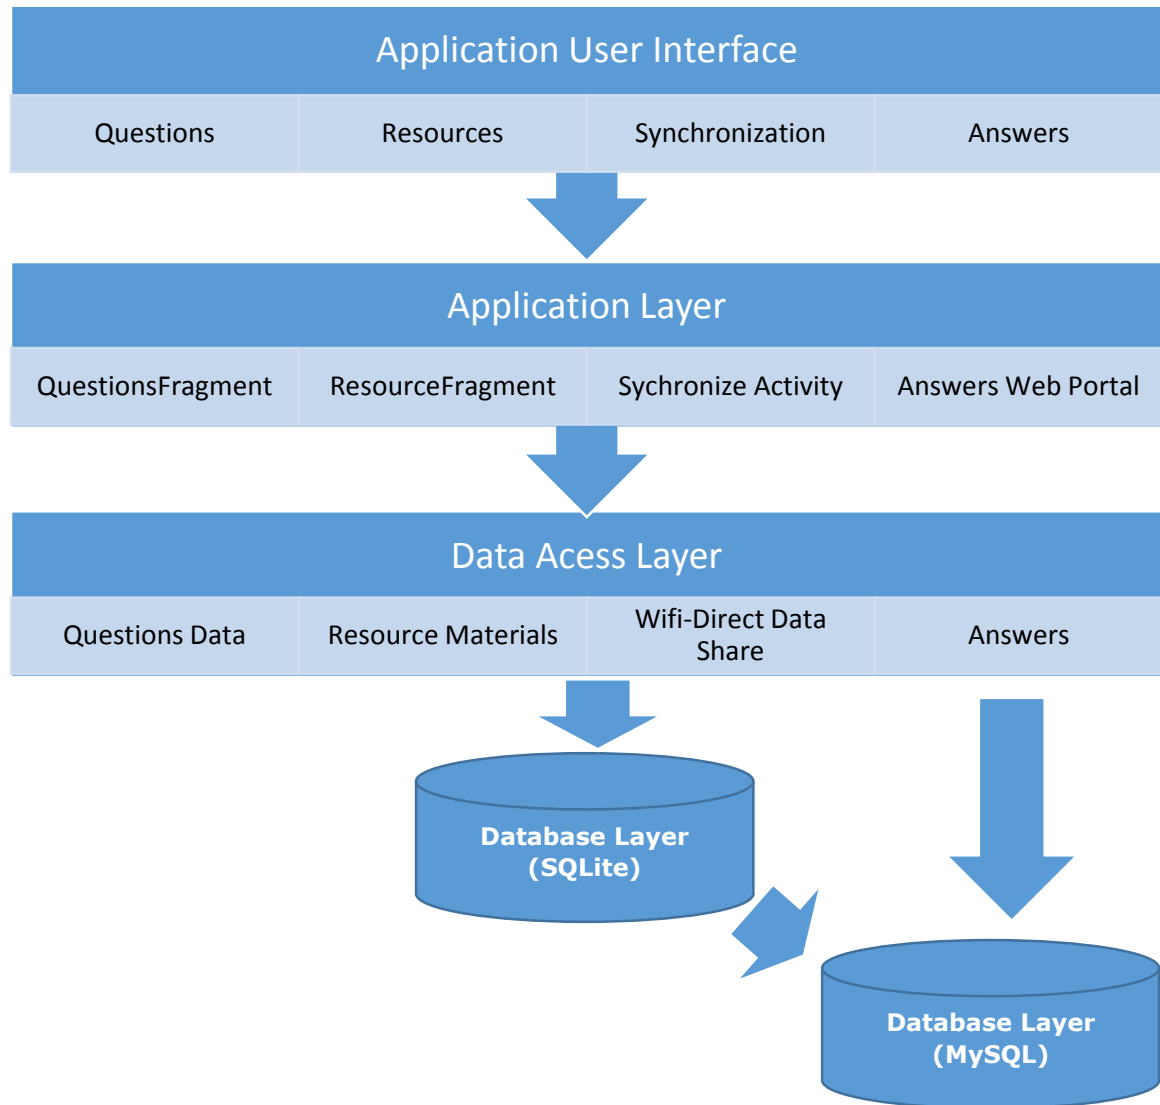 Application User Interface
Questions
Resources
Synchronization
Answers
Application Layer
QuestionsFragment
ResourceFragment
Sychronize Activity
Answers Web Portal
Data Acess Layer
Questions Data
Resource Materials
Wifi-Direct Data
Share
Answers
Database Layer
(SQLite)
Database Layer
(MySQL)